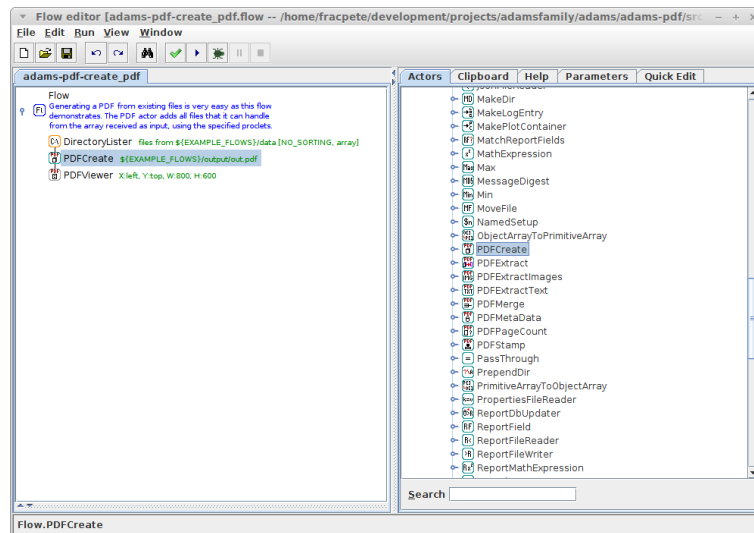 Flow editor [adams-pdf-create_pdf.flow -- /home/fracpete/development/projects/adamsfamily/adams/adams-pdf/src
File Edit Run View Window
adams-pdf-create_pdf
Flow
Generating a PDF from existing files is very easy as this flow
demonstrates. The PDF actor adds all files that it can handle
from the array received as input, using the specified proclets.
DirectoryLister files from ${EXAMPLE_FLOWS}/data [NO_SORTING, array]
PDFCreate ${EXAMPLE_FLOWS}/output/out.pdf
PDFViewer X:left, Y:top, W:800, H:600
Actors Clipboard Help Parameters Quick Edit
JsonFileReader
MakeDir
MakeLogEntry
MakePlotContainer
MatchReportFields
MathExpression
Max
MessageDigest
Min
MoveFile
NamedSetup
ObjectArrayToPrimitiveArray
PDFCreate
PDFExtract
PDFExtractImages
PDFExtractText
PDFMerge
PDFMetaData
PDFPageCount
PDFStamp
PassThrough
PrependDir
PrimitiveArrayToObjectArray
PropertiesFileReader
ReportDbUpdater
ReportField
ReportFileReader
ReportFileWriter
ReportMathExpression
Search
Flow.PDFCreate